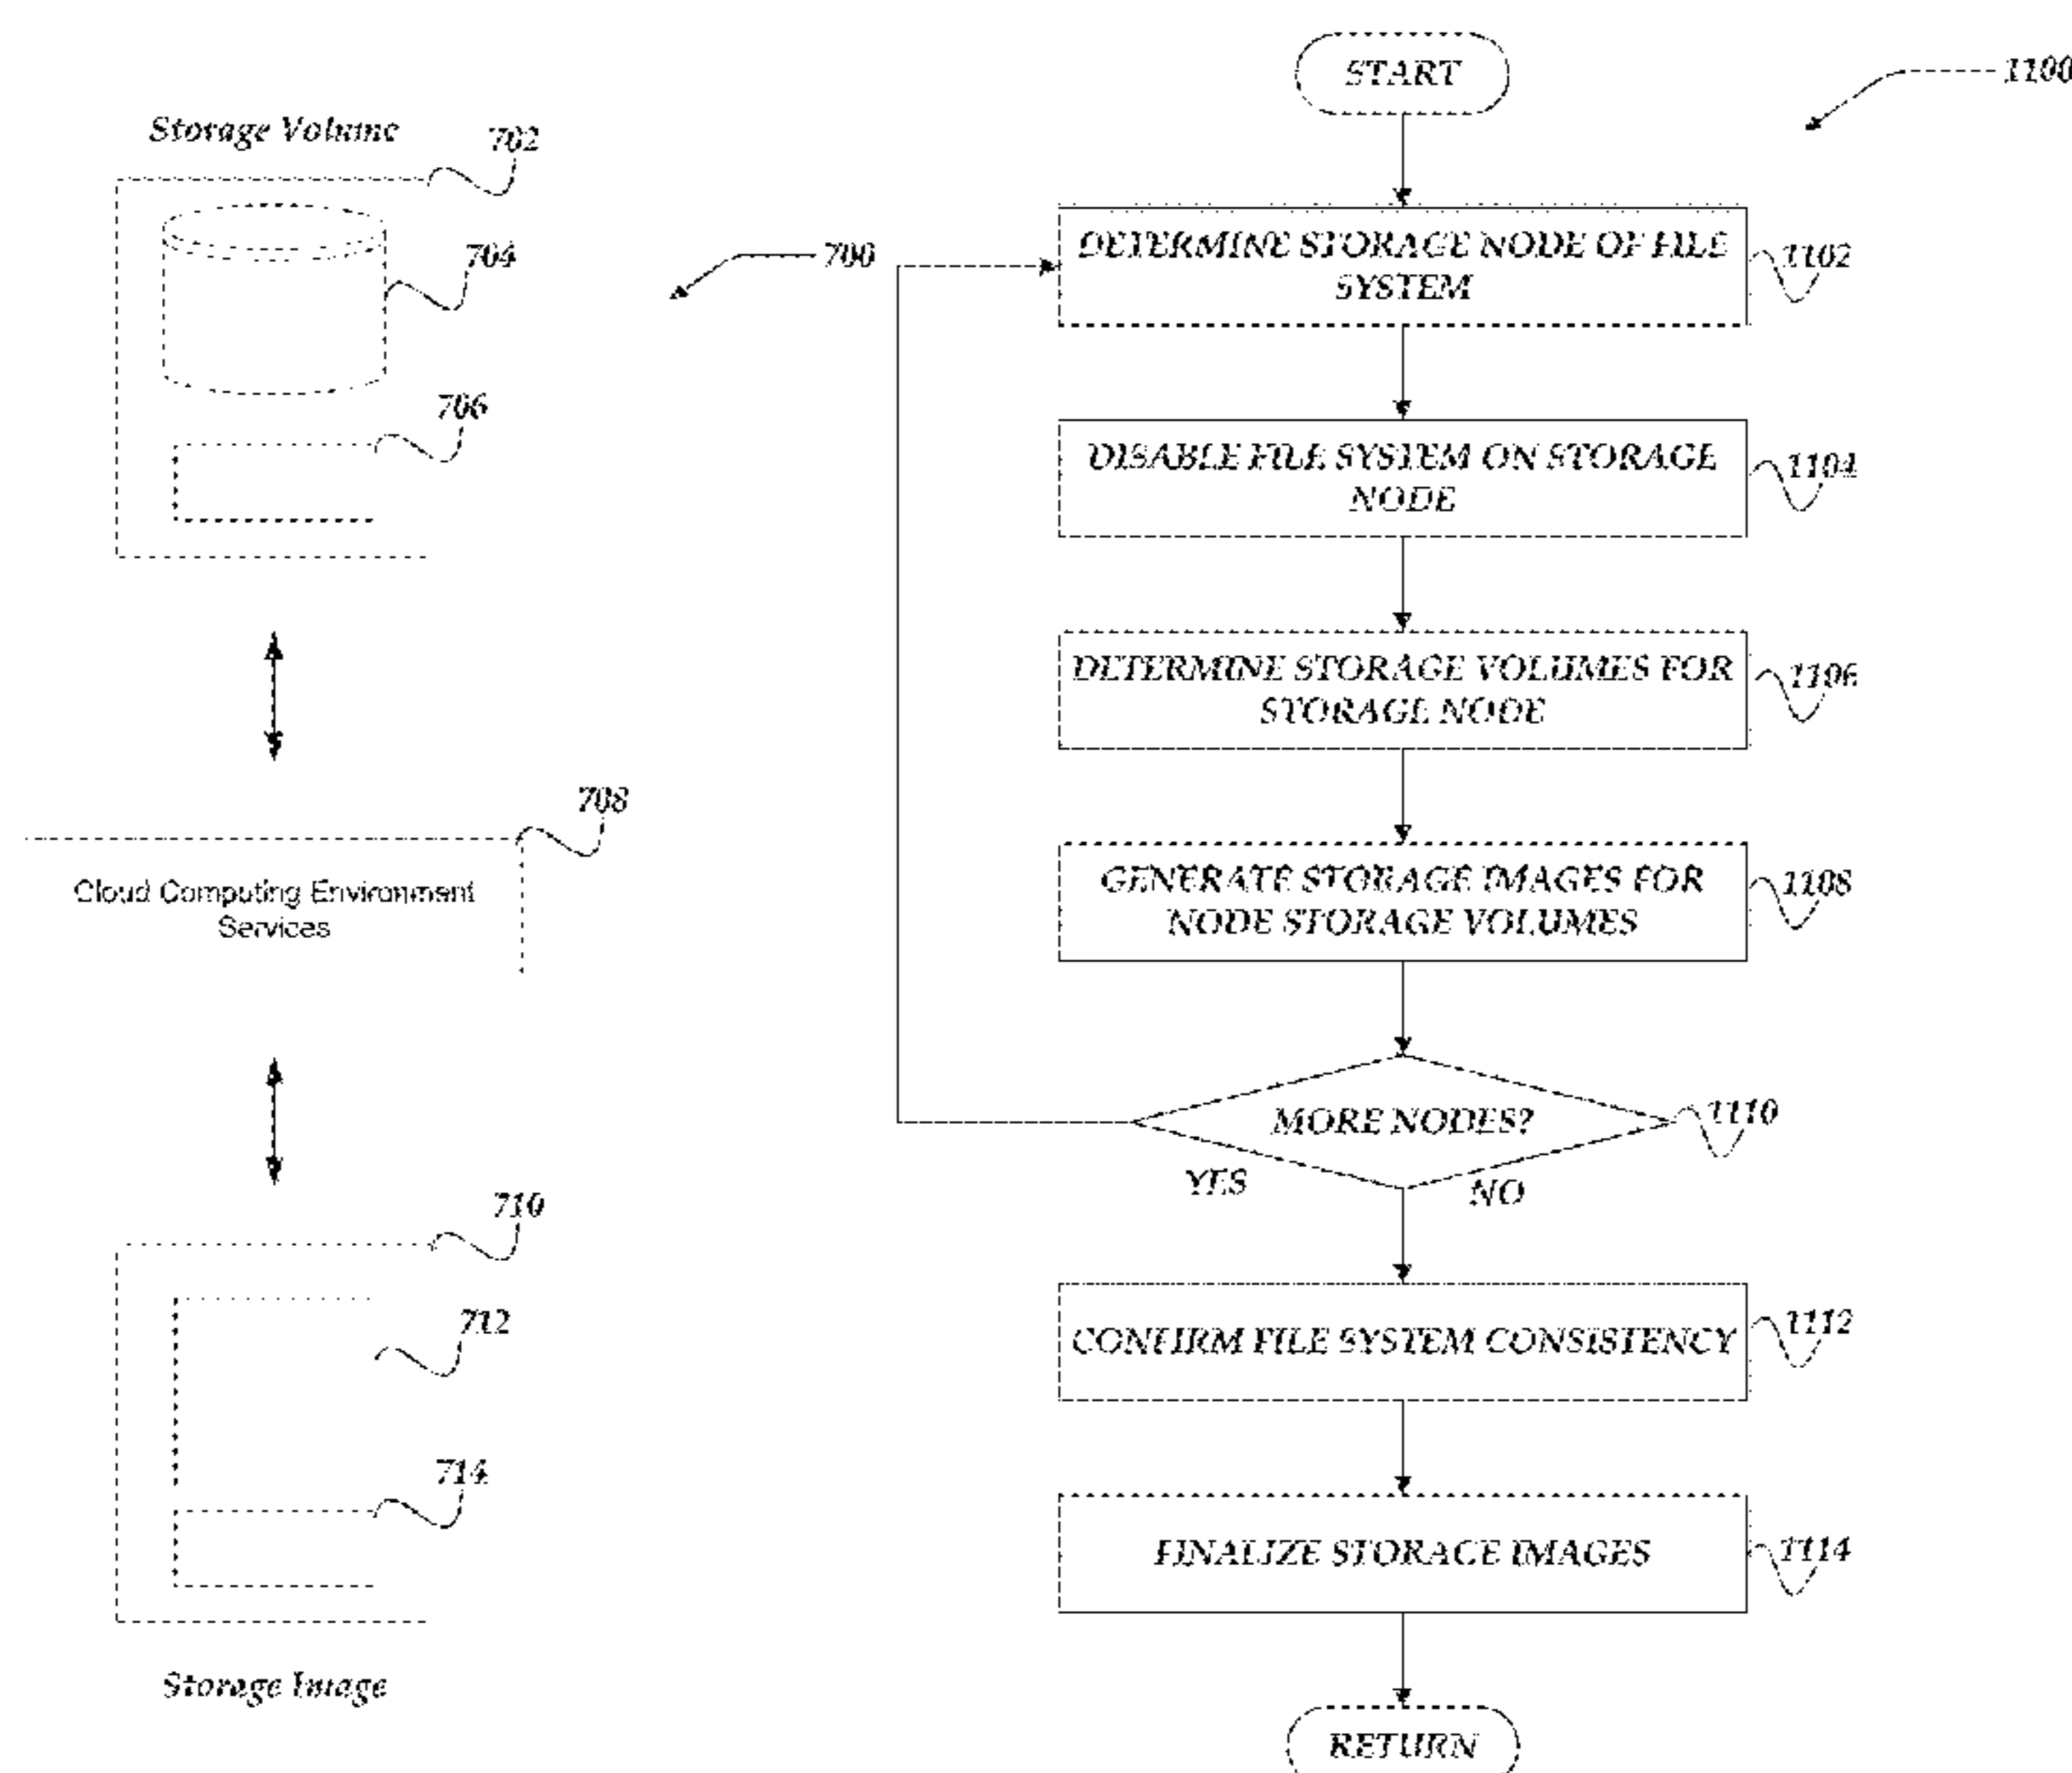 Storage Volume
702
704
706
700
708
Cloud Computing Environment
Services
710
712
714
Storage Image
START
1100
DETERMINE STORAGE NODE OF FILE
SYSTEM
1102
DISABLE FILE SYSTEM ON STORAGE
NODE
1104
DETERMINE STORAGE VOLUMES FOR
STORAGE NODE
1106
GENERATE STORAGE IMAGES FOR
NODE STORAGE VOLUMES
1108
MORE NODES?
1110
YES
NO
CONFIRM FILE SYSTEM CONSISTENCY
1112
FINALIZE STORAGE IMAGES
1114
RETURN